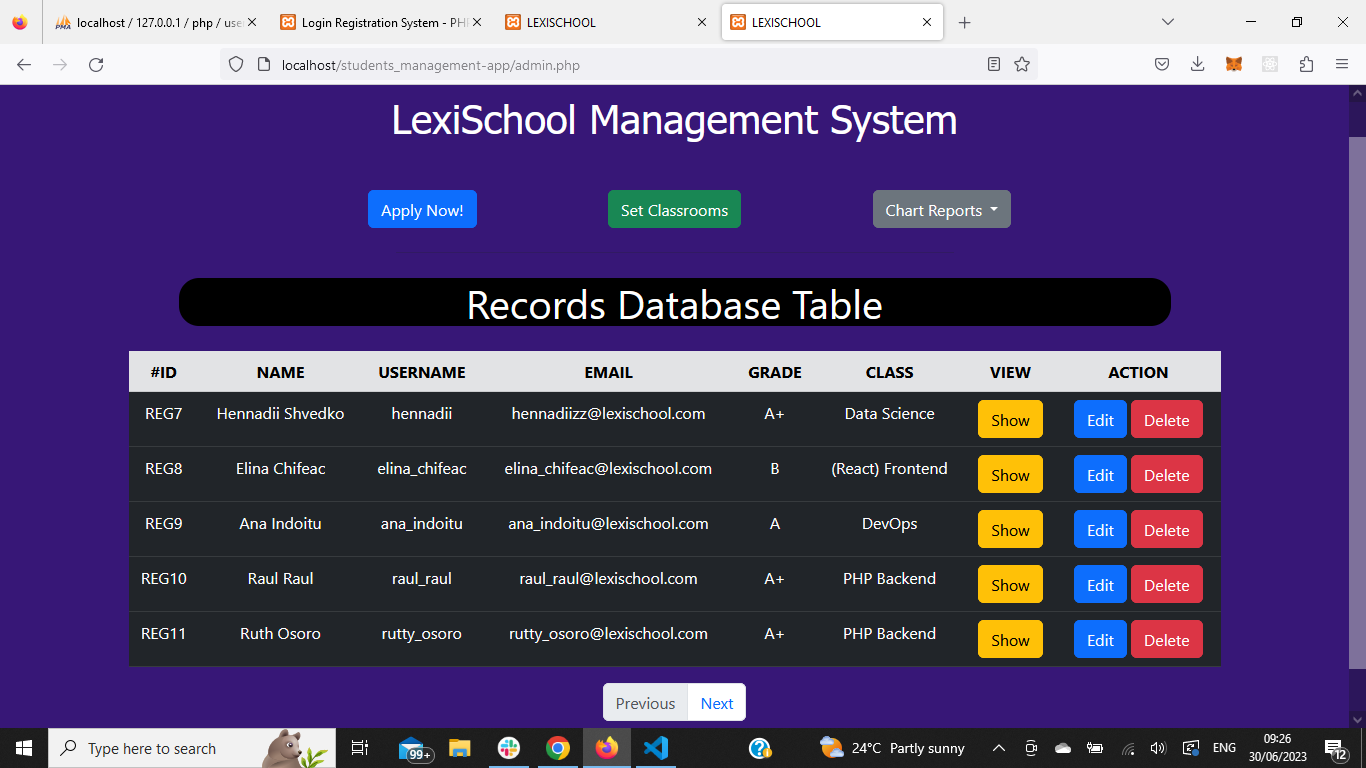 localhost / 127.0.0.1 / php / use
Login Registration System - PH
LEXISCHOOL
LEXISCHOOL
localhost/students_management-app/admin.php
LexiSchool Management System
Apply Now! Set Classrooms Chart Reports
Records Database Table
#ID NAME USERNAME EMAIL GRADE CLASS VIEW ACTION
REG7 Hennadii Shvedko hennadii hennadiizz@lexischool.com A+ Data Science Show Edit Delete
REG8 Elina Chifeac elina_chifeac elina_chifeac@lexischool.com B (React) Frontend Show Edit Delete
REG9 Ana Indoitu ana_indoitu ana_indoitu@lexischool.com A DevOps Show Edit Delete
REG10 Raul Raul raul_raul raul_raul@lexischool.com A+ PHP Backend Show Edit Delete
REG11 Ruth Osoro rutty_osoro rutty_osoro@lexischool.com A+ PHP Backend Show Edit Delete
Previous Next
Type here to search 99+ 24°C Partly sunny ENG 09:26
30/06/2023 12